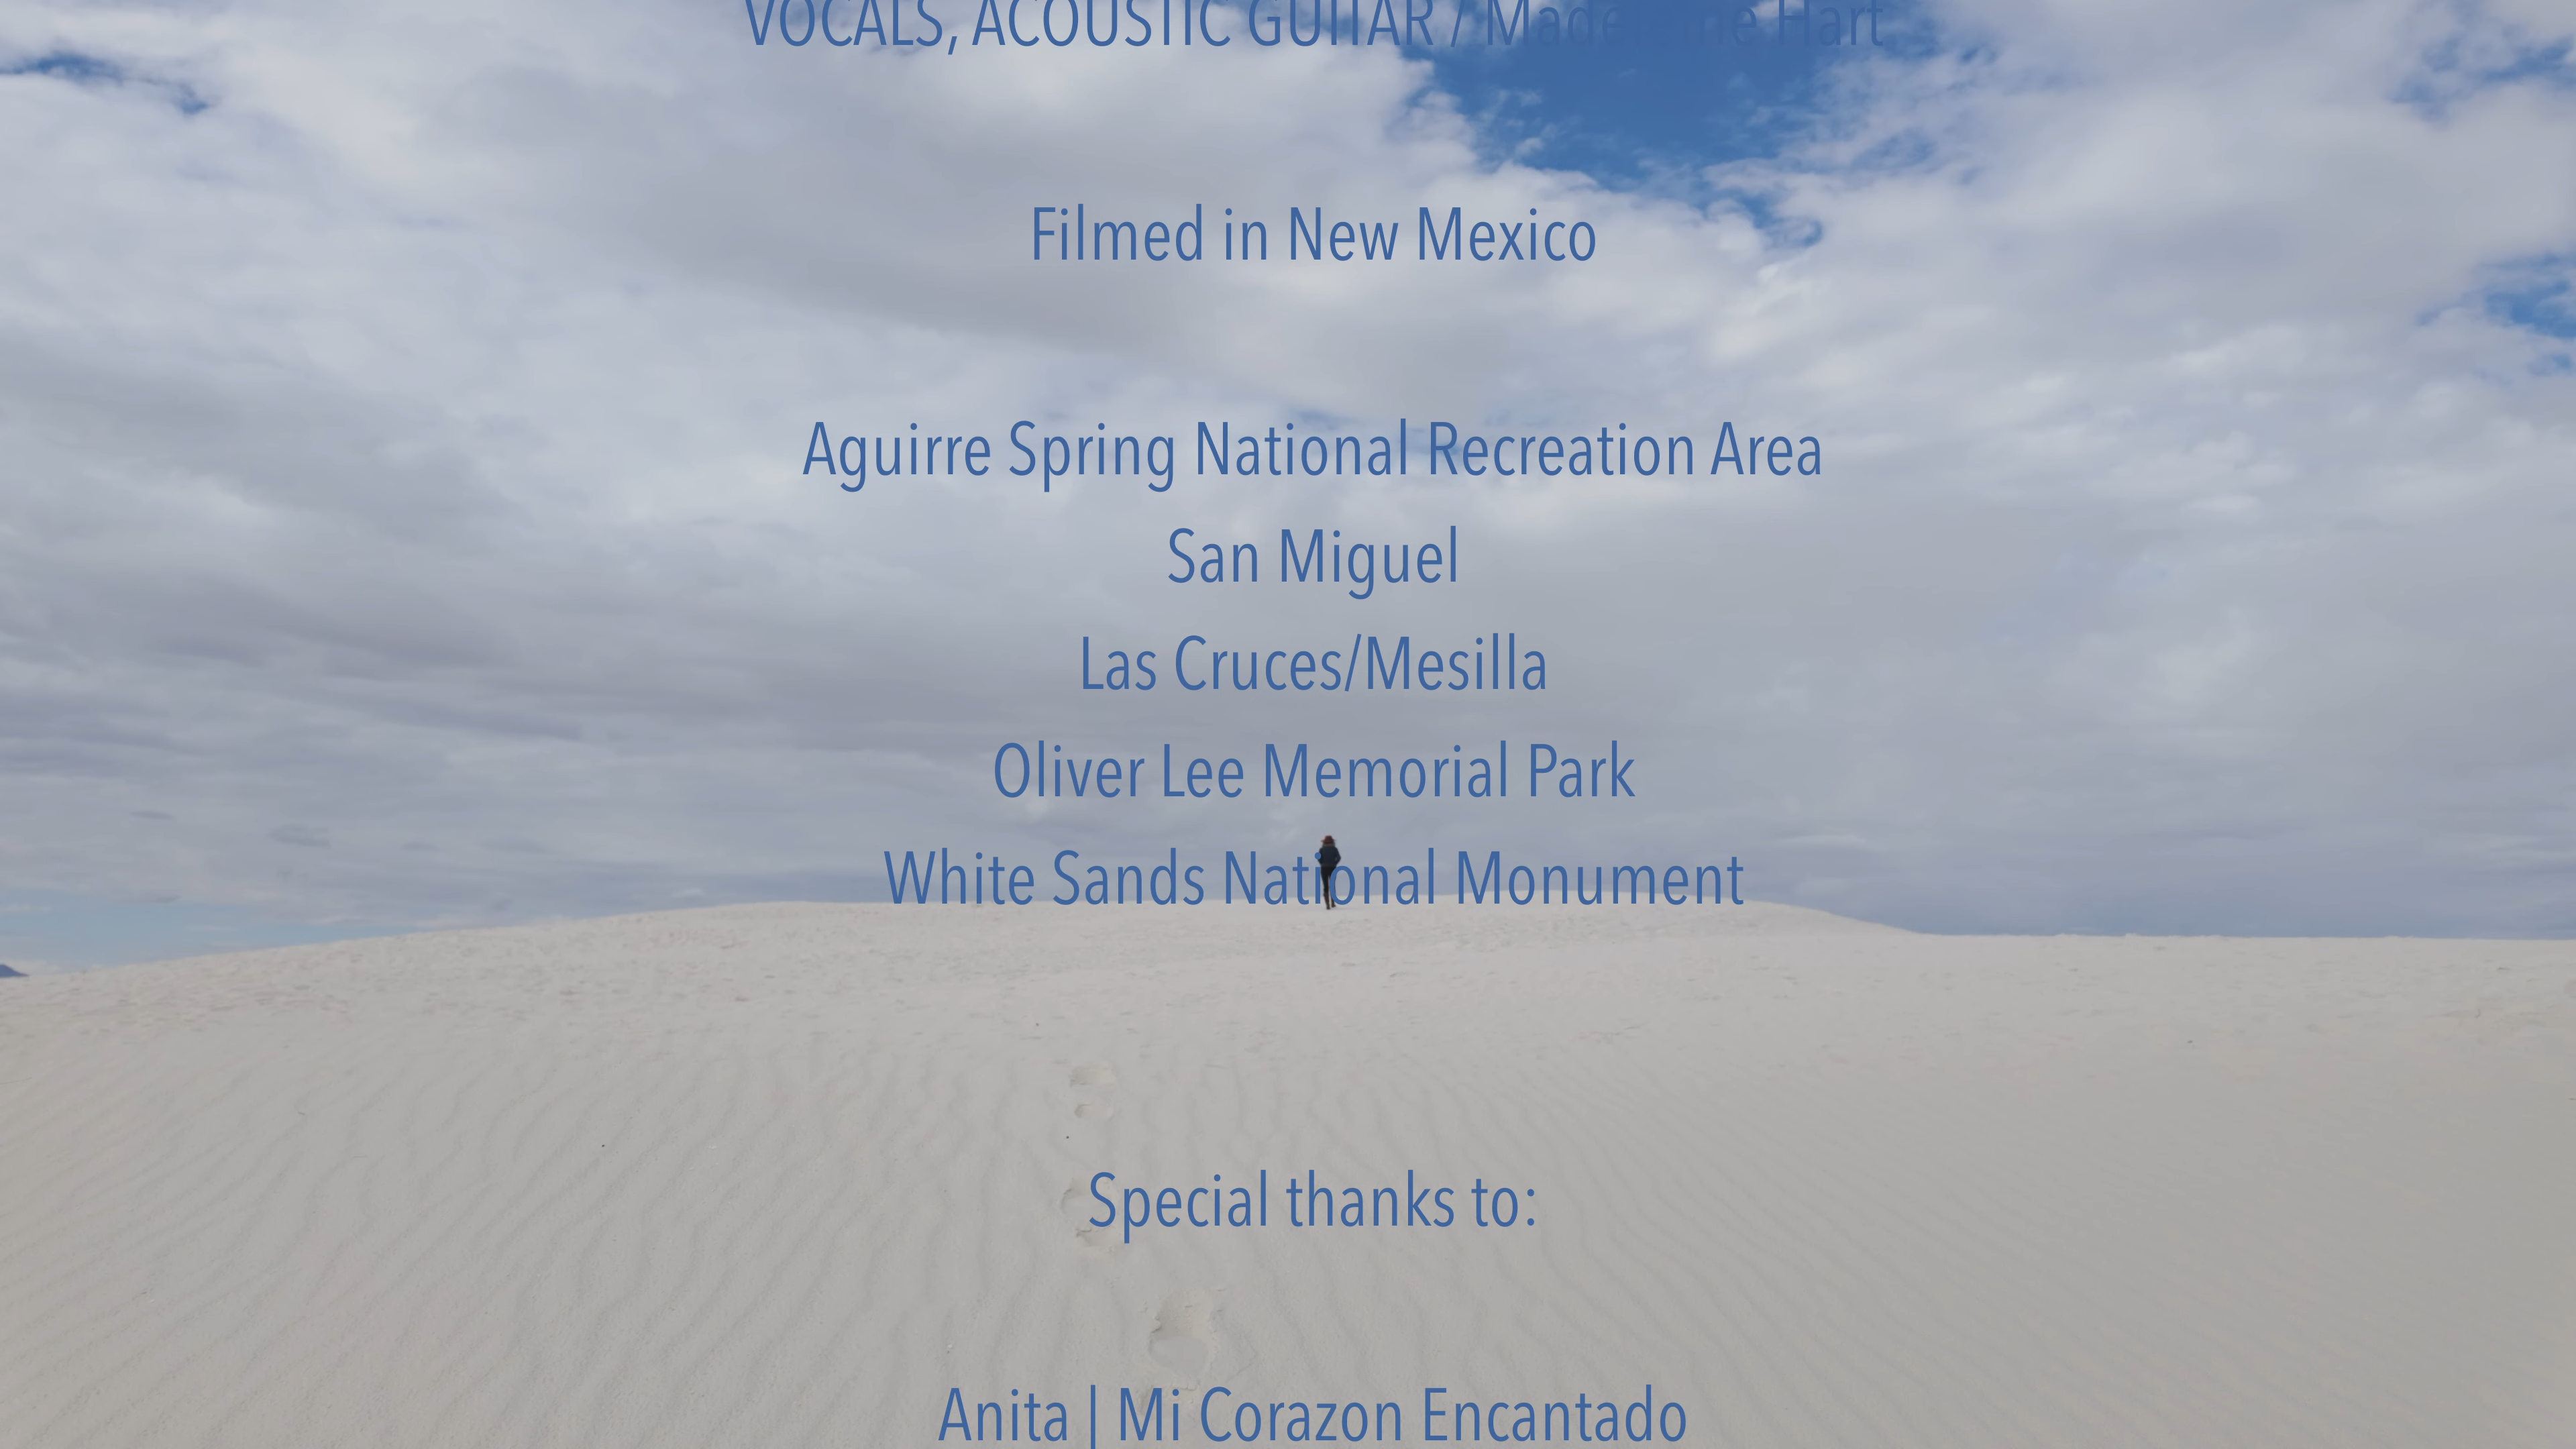 VOCALS, ACOUSTIC GUITAR / Hart
Filmed in New Mexico
Aguirre Spring National Recreation Area
San Miguel
Las Cruces/Mesilla
Oliver Lee Memorial Park
White Sands National Monument
Special thanks to:
Anita | Mi Corazon Encantado